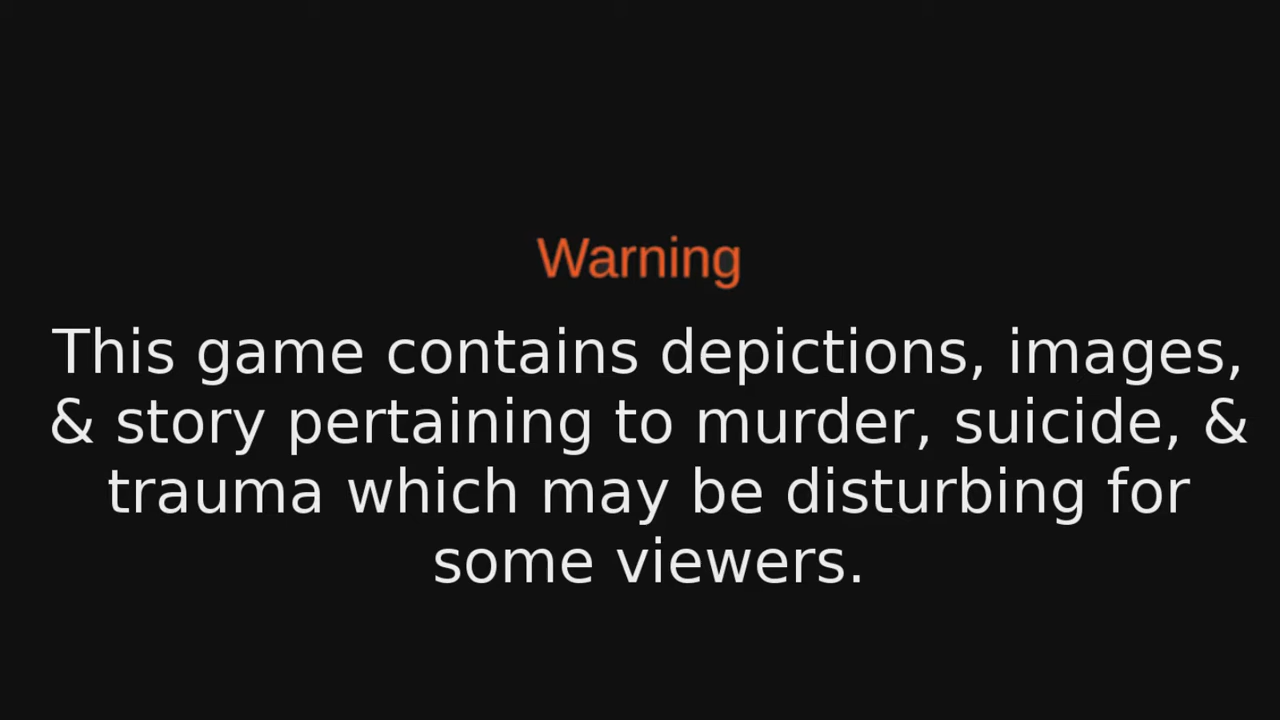 Warning
This game contains depictions, images,
& story pertaining to murder, suicide, &
trauma which may be disturbing for
some viewers.